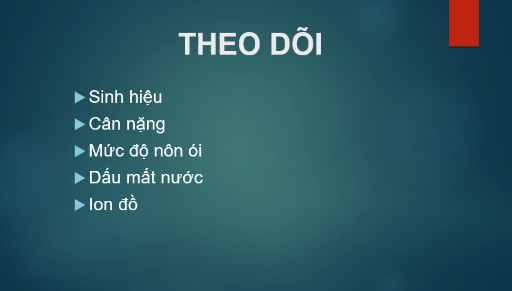 THEO DÕI
Sinh hiệu
Cân nặng
Mức độ nôn ói
Dấu mất nước
Ion đồ